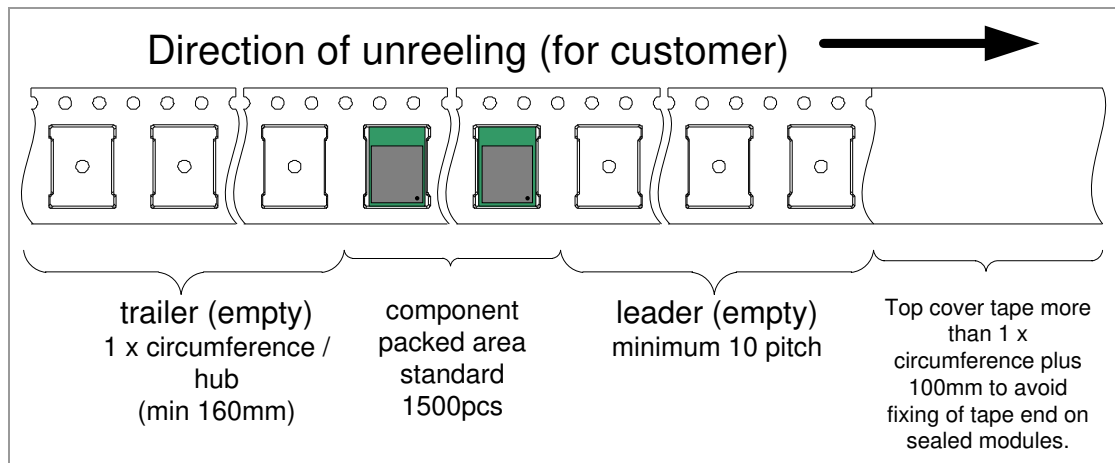 Direction of unreeling (for customer)
trailer (empty)
1 x circumference /
hub
(min 160mm)
component
packed area
standard
1500pcs
leader (empty)
minimum 10 pitch
Top cover tape more
than 1 x
circumference plus
100mm to avoid
fixing of tape end on
sealed modules.